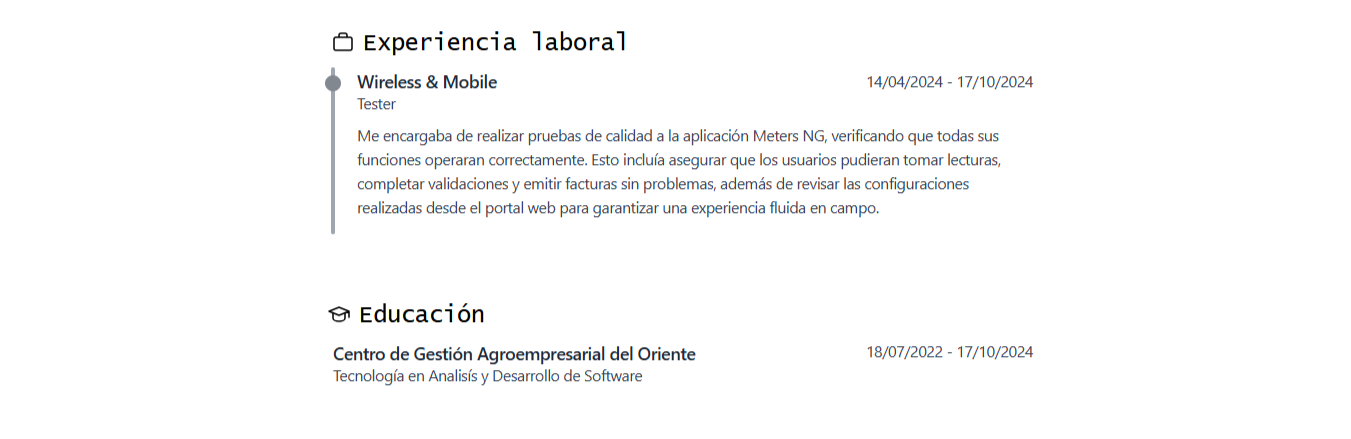 Experiencia laboral
Wireless & Mobile 14/04/2024 - 17/10/2024
Tester
Me encargaba de realizar pruebas de calidad a la aplicación Meters NG, verificando que todas sus
funciones operaran correctamente. Esto incluía asegurar que los usuarios pudieran tomar lecturas,
completar validaciones y emitir facturas sin problemas, además de revisar las configuraciones
realizadas desde el portal web para garantizar una experiencia fluida en campo.
Educación
Centro de Gestión Agroempresarial del Oriente 18/07/2022 - 17/10/2024
Tecnología en Analisís y Desarrollo de Software